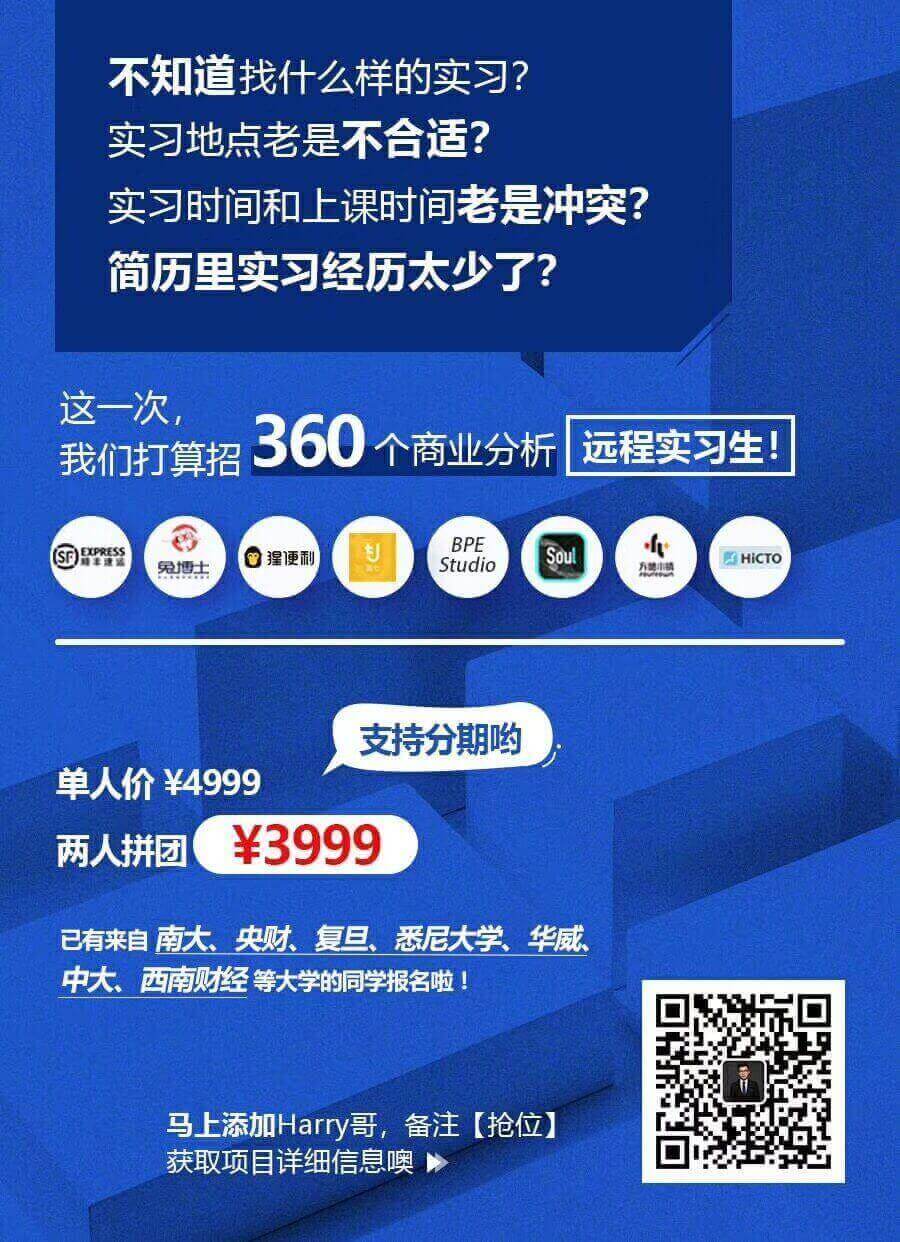 不知道找什么样的实习？
实习地点老是不合适？
实习时间和上课时间老是冲突？
简历里实习经历太少了？
这一次，
我们打算招 360 个商业分析 远程实习生！
SF EXPRESS
顺丰速运
兔博士
猩便利
BPE
Studio
Soul
HiCTO
支持分期哟
单人价 ¥4999
两人拼团 ¥3999
已有来自 南大、央财、复旦、悉尼大学、华威、
中大、西南财经 等大学的同学报名啦！
马上添加Harry哥，备注【抢位】
获取项目详细信息噢